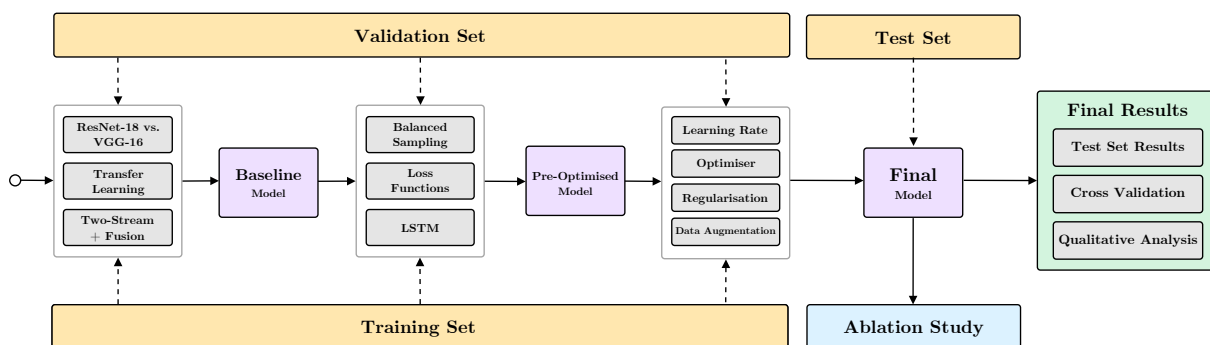 Validation Set
Test Set
ResNet-18 vs.
VGG-16
Transfer
Learning
Two-Stream
+ Fusion
Baseline
Model
Balanced
Sampling
Loss
Functions
LSTM
Pre-Optimised
Model
Learning Rate
Optimiser
Regularisation
Data Augmentation
Final
Model
Final Results
Test Set Results
Cross Validation
Qualitative Analysis
Training Set
Ablation Study